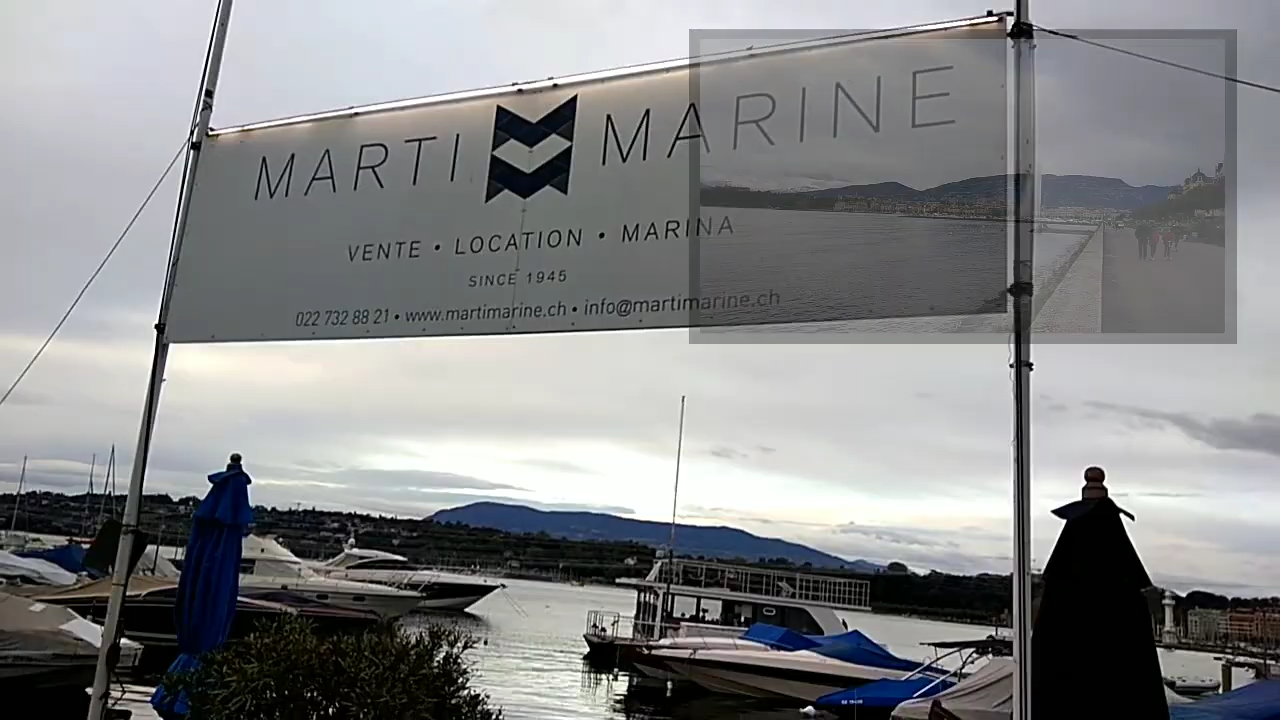 MARTI MARINE
VENTE • LOCATION • MARINA
SINCE 1945
022 732 88 21 • www.martimarine.ch • info@martimarine.ch